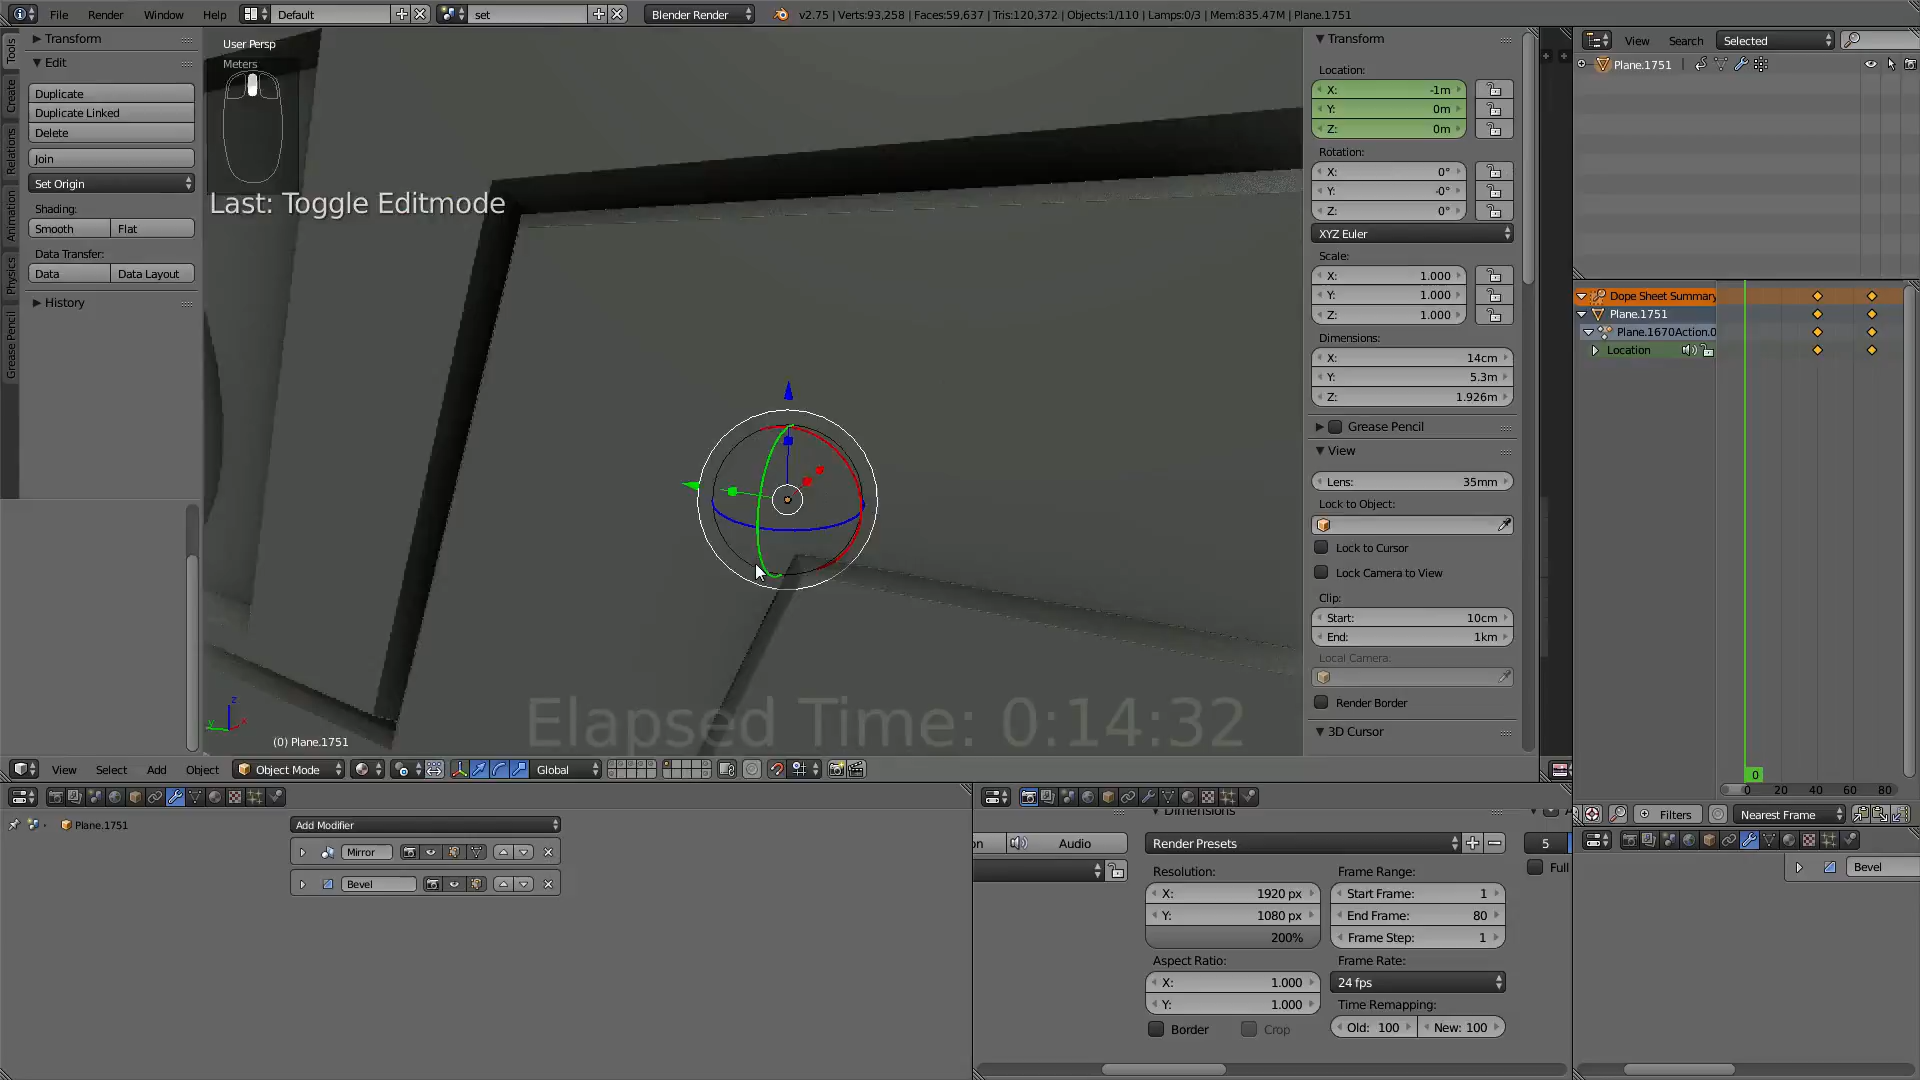 File
Render
Window
Help
Default
set
Blender Render
v2.75 | Verts:93,258 | Faces:59,637 | Tris:120,372 | Objects:1/110 | Lamps:0/3 | Mem:835.47M | Plane.1751
Tools
Create
Relations
Animation
Physics
Grease Pencil
Transform
Edit
Duplicate
Duplicate Linked
Delete
Join
Set Origin
Shading:
Smooth
Flat
Data Transfer:
Data
Data Layout
History
User Persp
Meters
Last: Toggle Editmode
Elapsed Time: 0:14:32
z
y
x
(0) Plane.1751
View
Select
Add
Object
Object Mode
Global
Transform
Location:
X: -1m
Y: 0m
Z: 0m
Rotation:
X: 0°
Y: -0°
Z: 0°
XYZ Euler
Scale:
X: 1.000
Y: 1.000
Z: 1.000
Dimensions:
X: 14cm
Y: 5.3m
Z: 1.926m
Grease Pencil
View
Lens: 35mm
Lock to Object:
Lock to Cursor
Lock Camera to View
Clip:
Start: 10cm
End: 1km
Local Camera:
Render Border
3D Cursor
View
Search
Selected
Plane.1751
Dope Sheet Summary
Plane.1751
Plane.1670Action.0
Location
0
0 20 40 60 80
Filters
Nearest Frame
Bevel
Plane.1751
Add Modifier
Mirror
Bevel
Dimensions
Audio
Render Presets
5
Full
Resolution:
X: 1920 px
Y: 1080 px
200%
Aspect Ratio:
X: 1.000
Y: 1.000
Border
Crop
Frame Range:
Start Frame: 1
End Frame: 80
Frame Step: 1
Frame Rate:
24 fps
Time Remapping:
Old: 100
New: 100